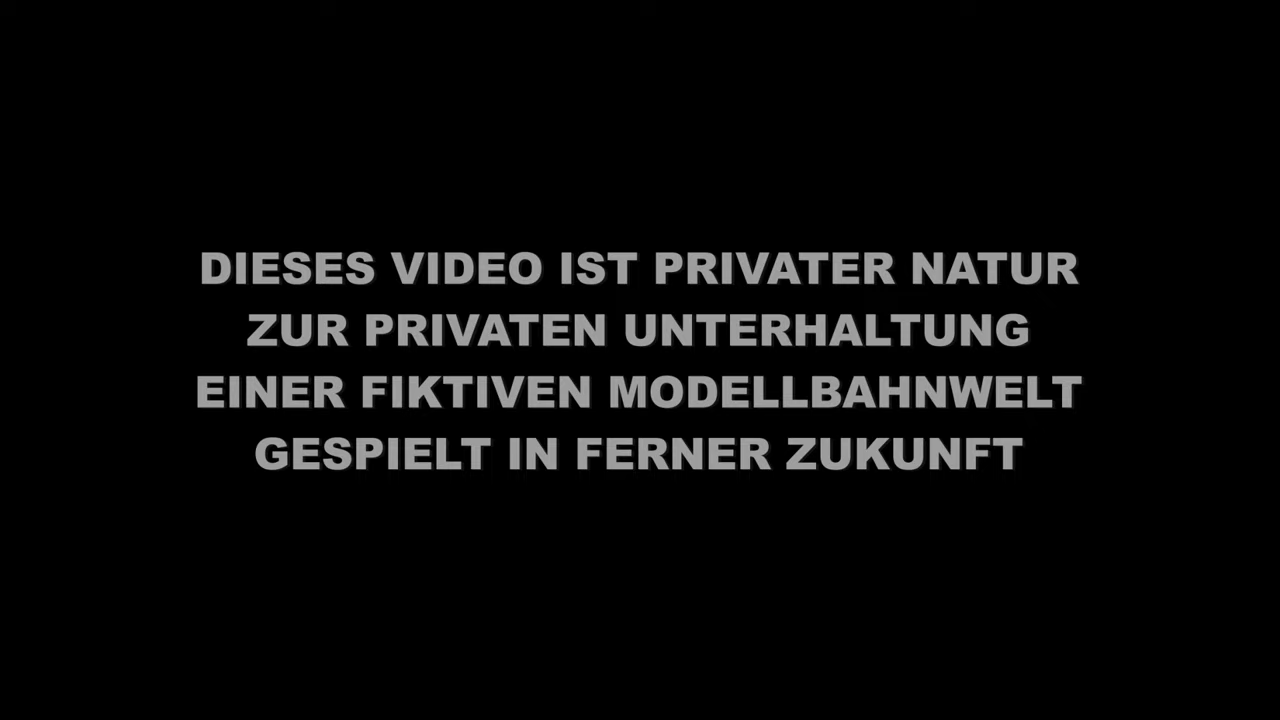 DIESES VIDEO IST PRIVATER NATUR
ZUR PRIVATEN UNTERHALTUNG
EINER FIKTIVEN MODELLBAHNWELT
GESPIELT IN FERNER ZUKUNFT